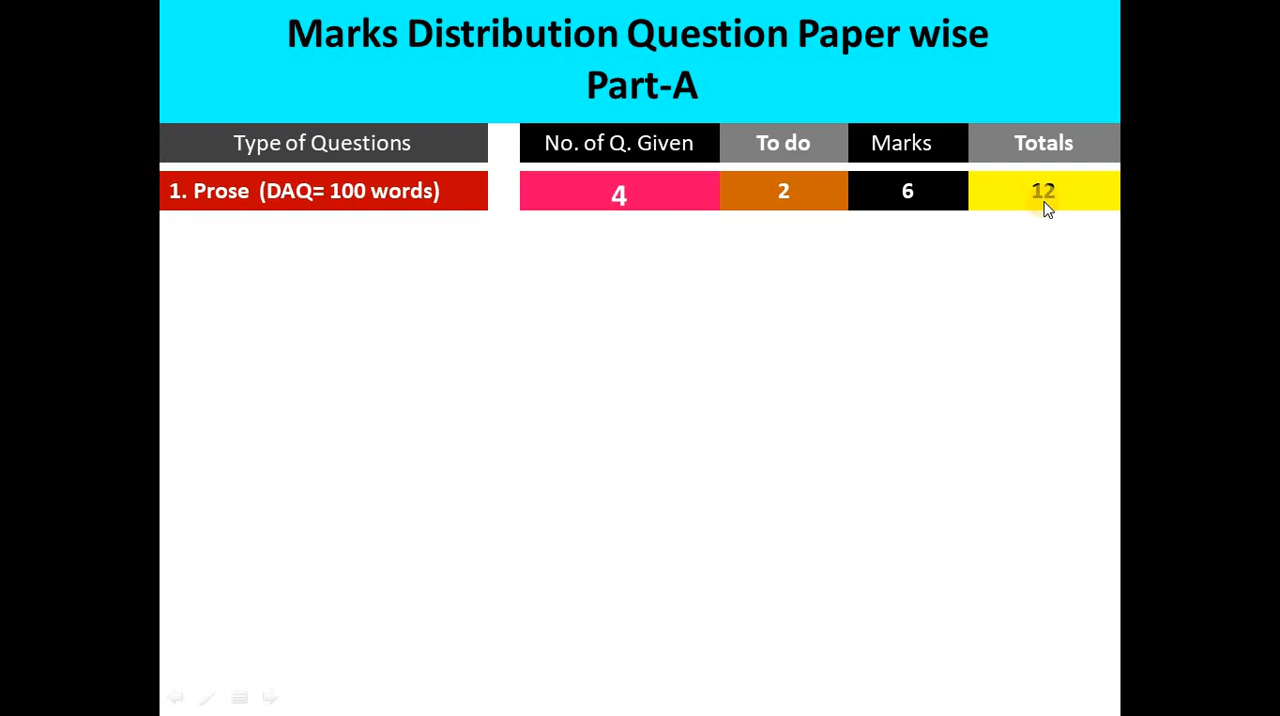 Marks Distribution Question Paper wise
Part-A
Type of Questions No. of Q. Given To do Marks Totals
1. Prose (DAQ= 100 words) 4 2 6 12